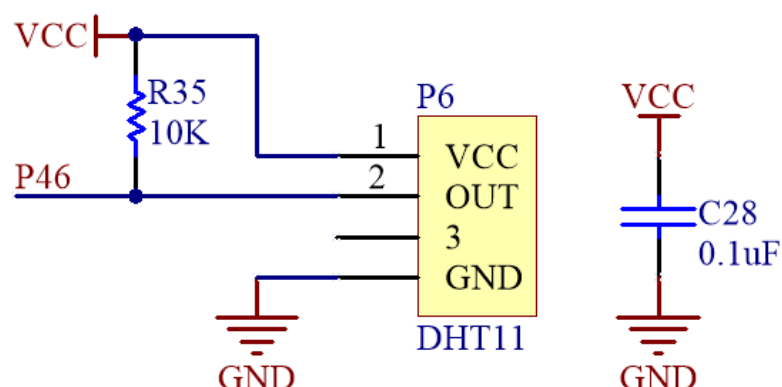 VCC
R35
10K
P46
P6
1
2
VCC
OUT
3
GND
DHT11
GND
VCC
C28
0.1uF
GND